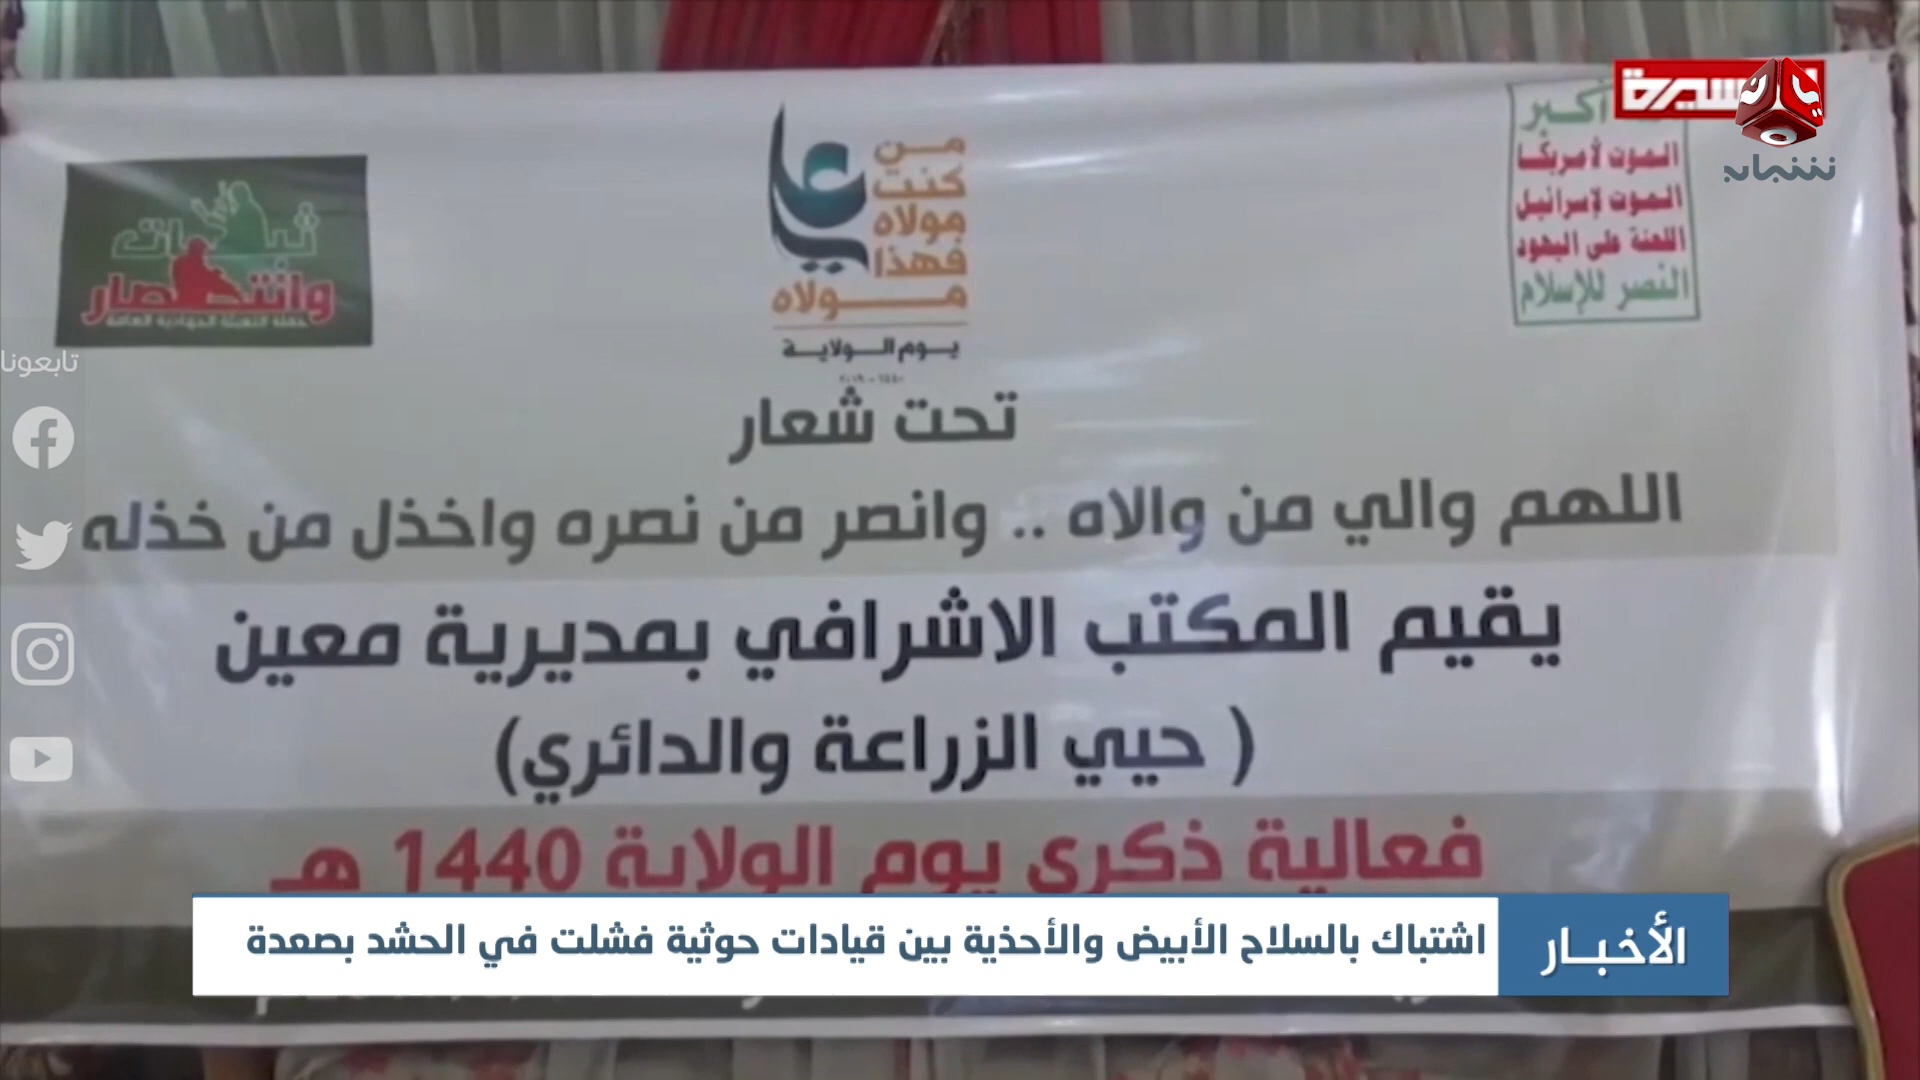 أكبر
الموت لأمريكا
الموت لإسرائيل
اللعنة على اليهود
النصر للإسلام
من
كنت
مولاه
فهذا
علي
مولاه
يوم الولاية
١٤٤٠ - ٢٠١٩
ثبات
وانتصار
يمن
شباب
تابعونا
تحت شعار
اللهم والي من والاه .. وانصر من نصره واخذل من خذله
يقيم المكتب الاشرافي بمديرية معين
( حيي الزراعة والدائري)
فعالية ذكرى يوم الولاية 1440 هـ
الأخبار
اشتباك بالسلاح الأبيض والأحذية بين قيادات حوثية فشلت في الحشد بصعدة